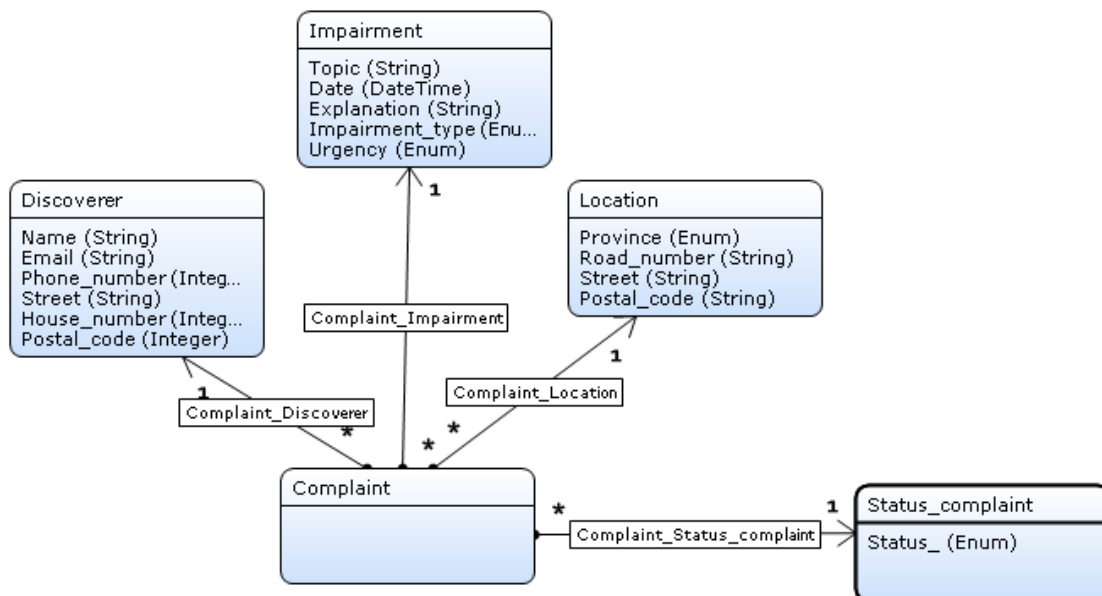 Impairment
Topic (String)
Date (DateTime)
Explanation (String)
Impairment_type (Enu...
Urgency (Enum)
Discoverer
Name (String)
Email (String)
Phone_number (Integ...
Street (String)
House_number (Integ...
Postal_code (Integer)
Location
Province (Enum)
Road_number (String)
Street (String)
Postal_code (String)
1
Complaint_Impairment
1
1
Complaint_Location
Complaint_Discoverer
*
*
*
Complaint
*
Complaint_Status_complaint
1
Status_complaint
Status_ (Enum)